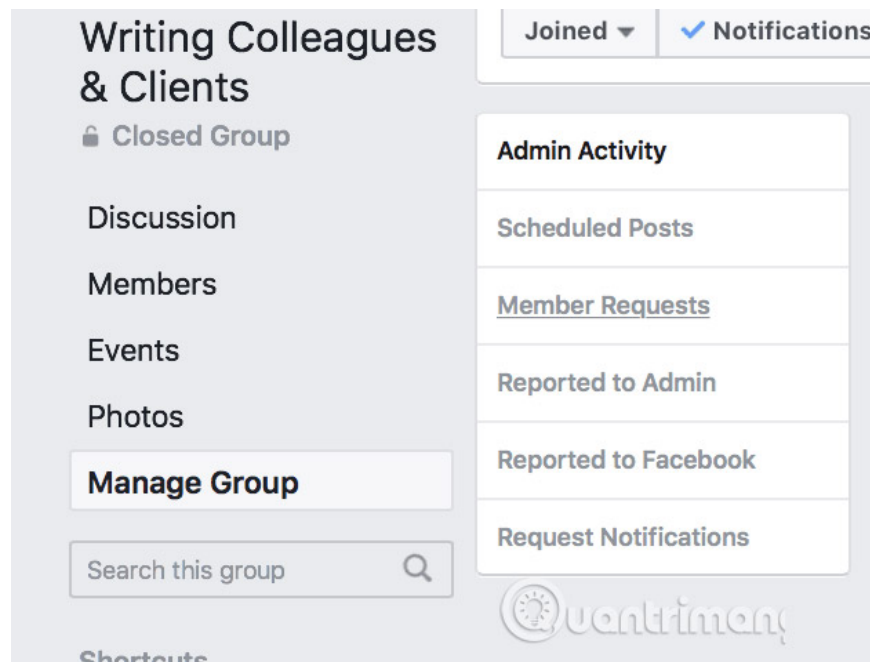 Writing Colleagues
& Clients
Closed Group
Discussion
Members
Events
Photos
Manage Group
Search this group
Shortcuts
Joined
Notifications
Admin Activity
Scheduled Posts
Member Requests
Reported to Admin
Reported to Facebook
Request Notifications
Quantrimang